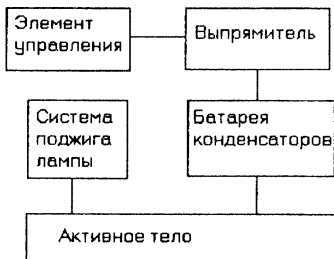 Элемент
управления
Выпрямитель
Система
поджига
лампы
Батарея
конденсаторов
Активное тело